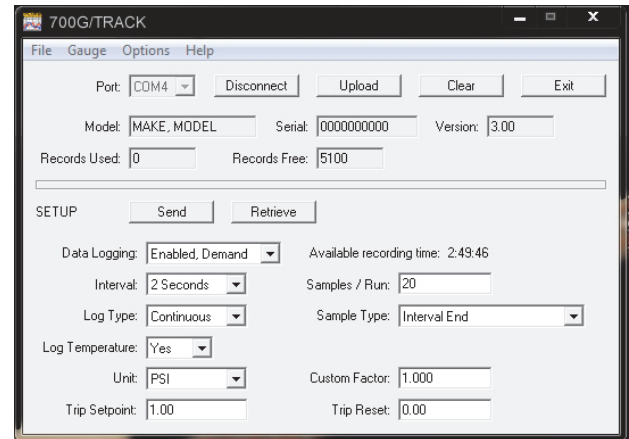 700G/TRACK
File Gauge Options Help
Port: COM4 Disconnect Upload Clear Exit
Model: MAKE, MODEL Serial: 0000000000 Version: 3.00
Records Used: 0 Records Free: 5100
SETUP Send Retrieve
Data Logging: Enabled, Demand Available recording time: 2:49:46
Interval: 2 Seconds Samples / Run: 20
Log Type: Continuous Sample Type: Interval End
Log Temperature: Yes
Unit: PSI Custom Factor: 1.000
Trip Setpoint: 1.00 Trip Reset: 0.00